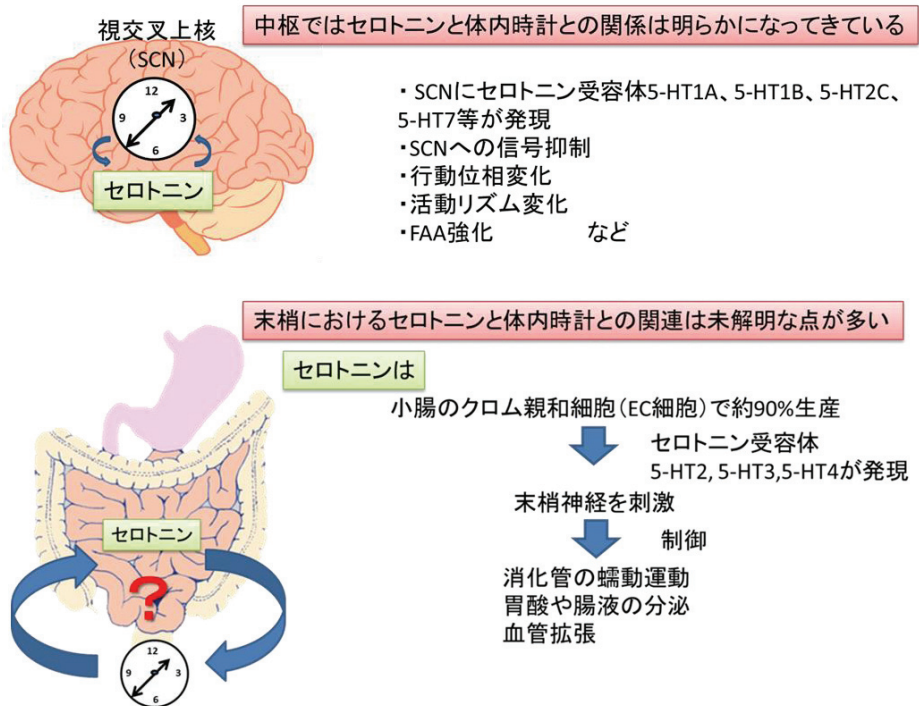 中枢ではセロトニンと体内時計との関係は明らかになってきている
視交叉上核
（SCN）
12
9
3
6
セロトニン
・ SCNにセロトニン受容体5-HT1A、5-HT1B、5-HT2C、
5-HT7等が発現
・SCNへの信号抑制
・行動位相変化
・活動リズム変化
・FAA強化 など
末梢におけるセロトニンと体内時計との関連は未解明な点が多い
セロトニンは
小腸のクロム親和細胞（EC細胞）で約90%生産
セロトニン受容体
5-HT2, 5-HT3,5-HT4が発現
末梢神経を刺激
制御
消化管の蠕動運動
胃酸や腸液の分泌
血管拡張
セロトニン
?
12
9
3
6